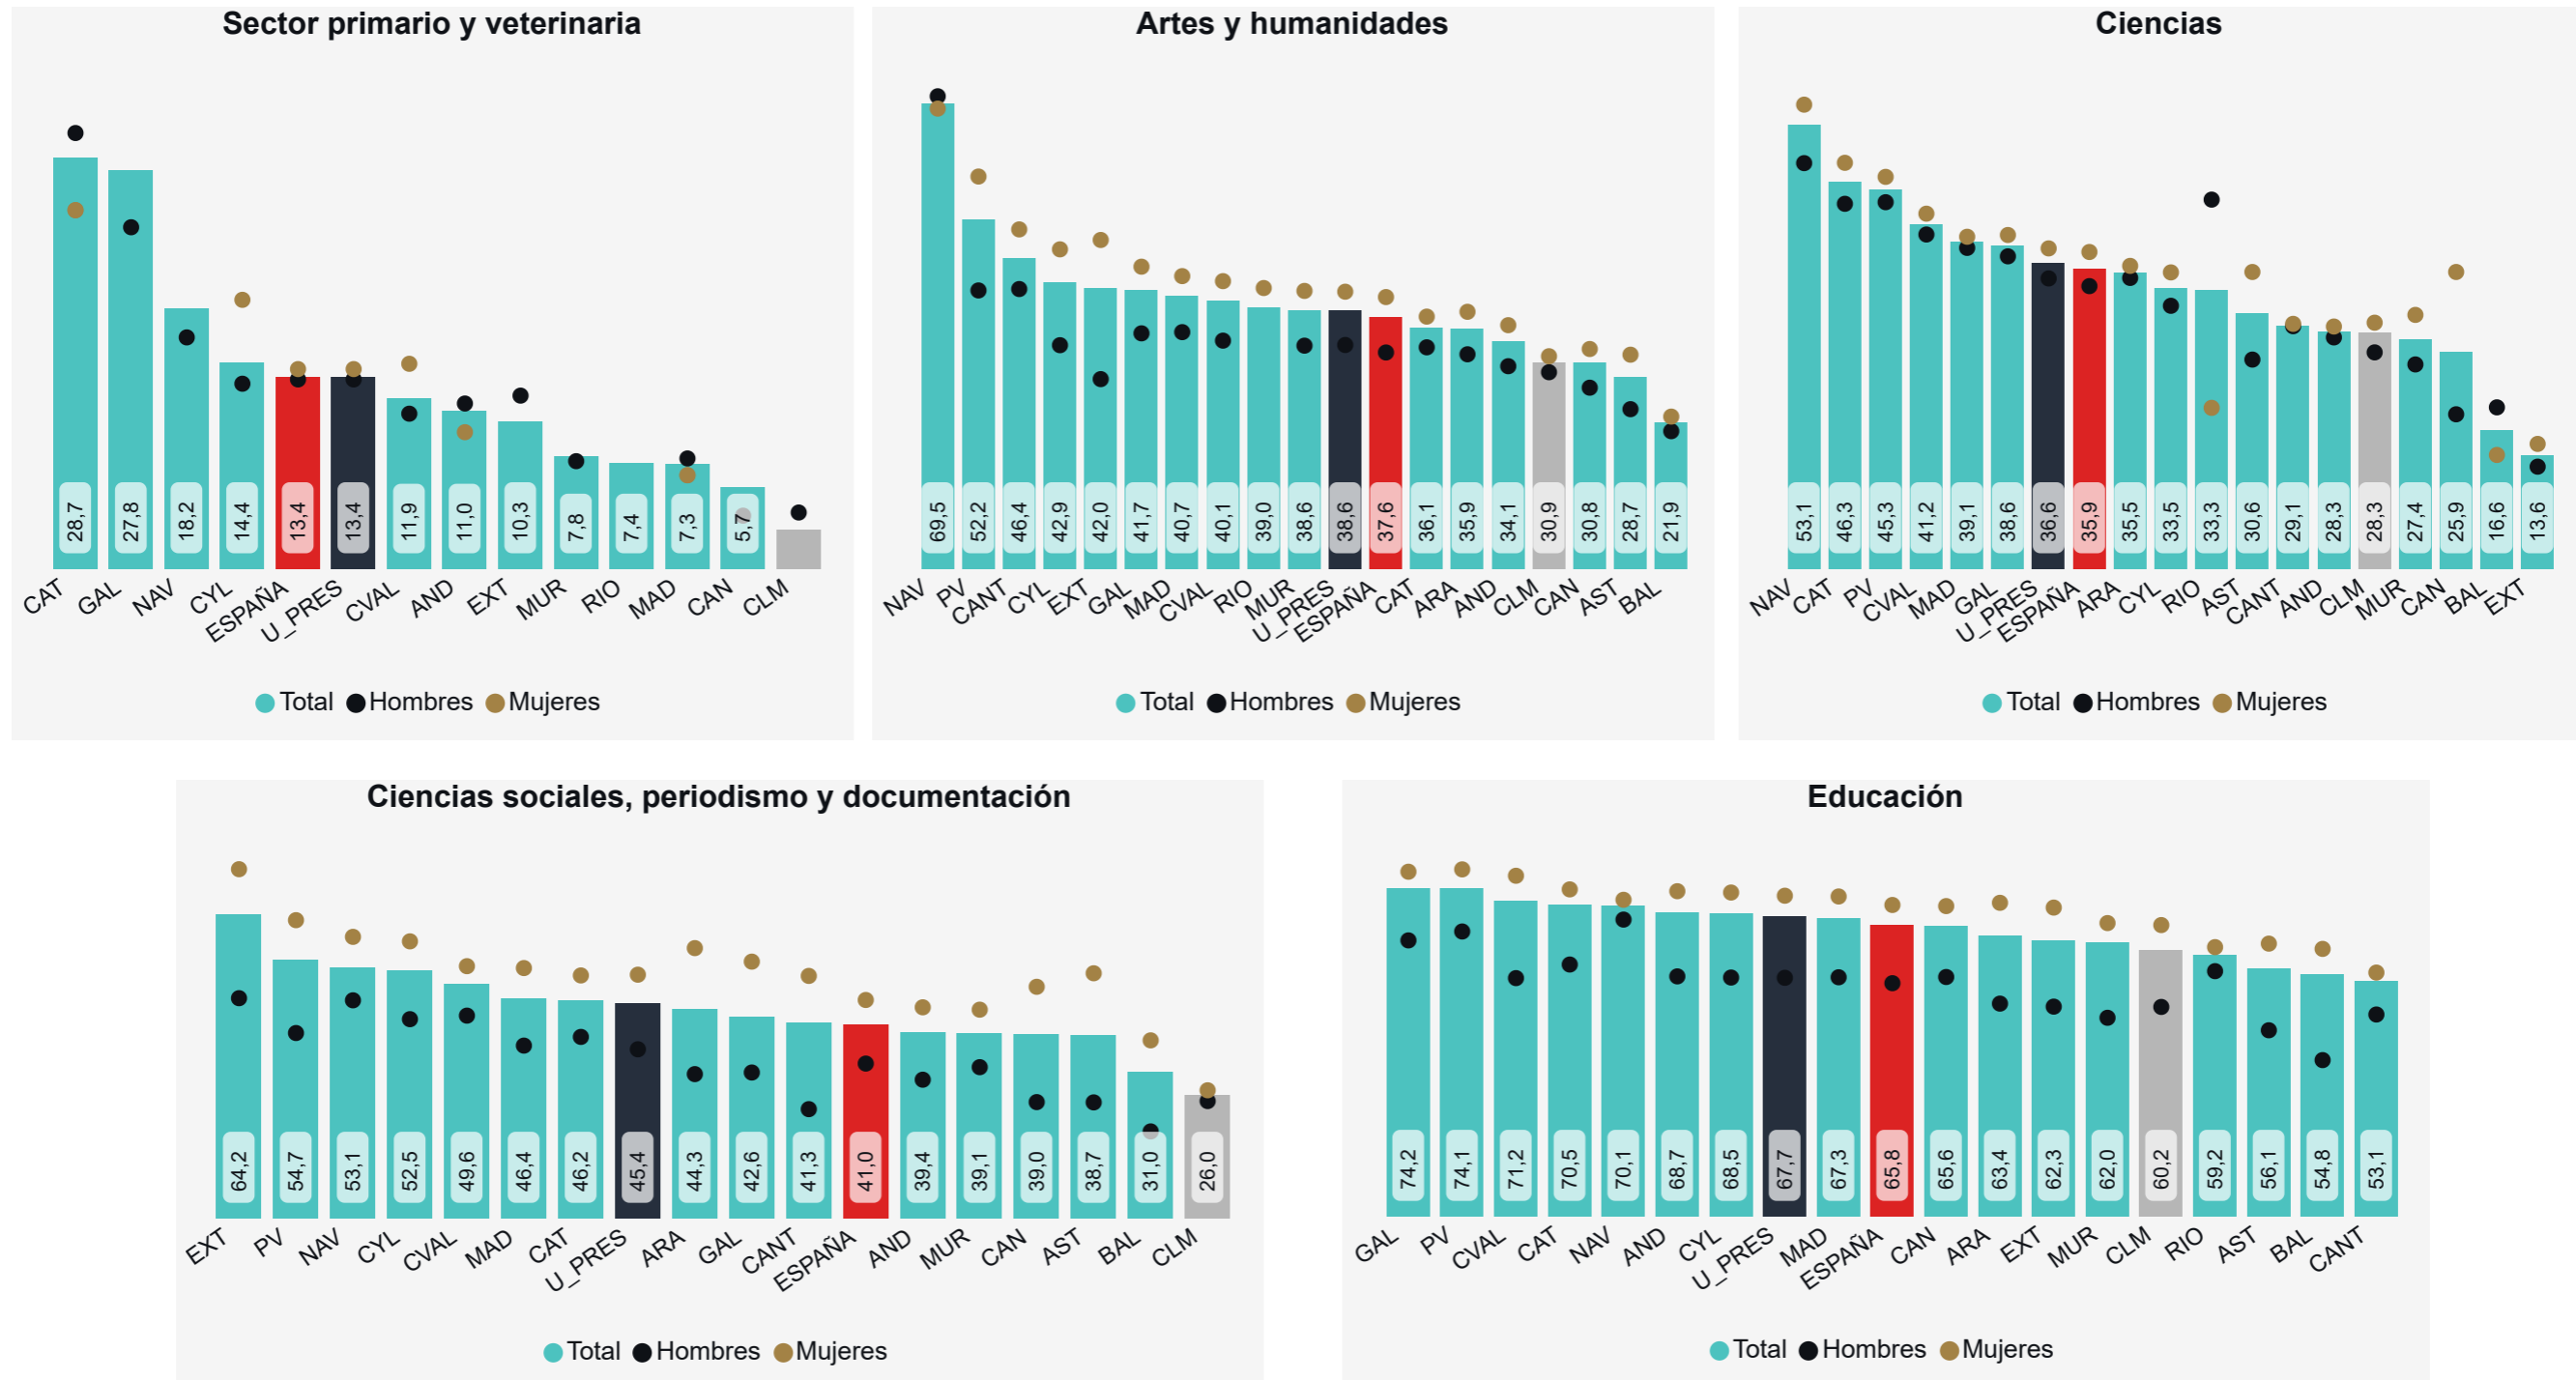 Sector primario y veterinaria
28,7 27,8 18,2 14,4 13,4 13,4 11,9 11,0 10,3 7,8 7,4 7,3 5,7
CAT GAL NAV CYL ESPAÑA U_PRES CVAL AND EXT MUR RIO MAD CAN CLM
Total Hombres Mujeres
Artes y humanidades
69,5 52,2 46,4 42,9 42,0 41,7 40,7 40,1 39,0 38,6 38,6 37,6 36,1 35,9 34,1 30,9 30,8 28,7 21,9
NAV PV CANT CYL EXT GAL MAD CVAL RIO MUR U_PRES ESPAÑA CAT ARA AND CLM CAN AST BAL
Total Hombres Mujeres
Ciencias
53,1 46,3 45,3 41,2 39,1 38,6 36,6 35,9 35,5 33,5 33,3 30,6 29,1 28,3 28,3 27,4 25,9 16,6 13,6
NAV CAT PV CVAL MAD GAL U_PRES ESPAÑA ARA CYL RIO AST CANT AND CLM MUR CAN BAL EXT
Total Hombres Mujeres
Ciencias sociales, periodismo y documentación
64,2 54,7 53,1 52,5 49,6 46,4 46,2 45,4 44,3 42,6 41,3 41,0 39,4 39,1 39,0 38,7 31,0 26,0
EXT PV NAV CYL CVAL MAD CAT U_PRES ARA GAL CANT ESPAÑA AND MUR CAN AST BAL CLM
Total Hombres Mujeres
Educación
74,2 74,1 71,2 70,5 70,1 68,7 68,5 67,7 67,3 65,8 65,6 63,4 62,3 62,0 60,2 59,2 56,1 54,8 53,1
GAL PV CVAL CAT NAV AND CYL U_PRES MAD ESPAÑA CAN ARA EXT MUR CLM RIO AST BAL CANT
Total Hombres Mujeres